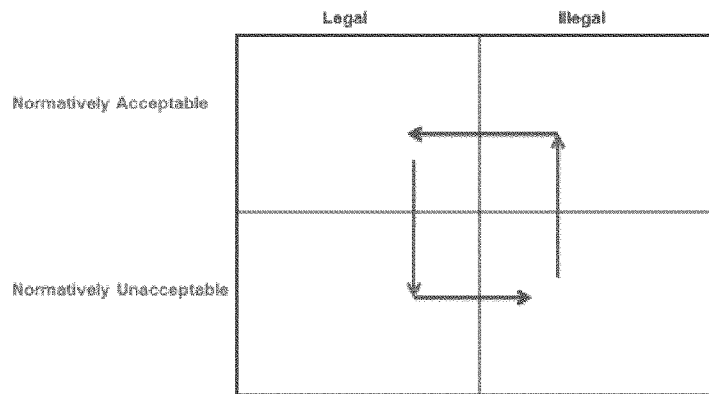 Legal
Illegal
Normatively Acceptable
Normatively Unacceptable